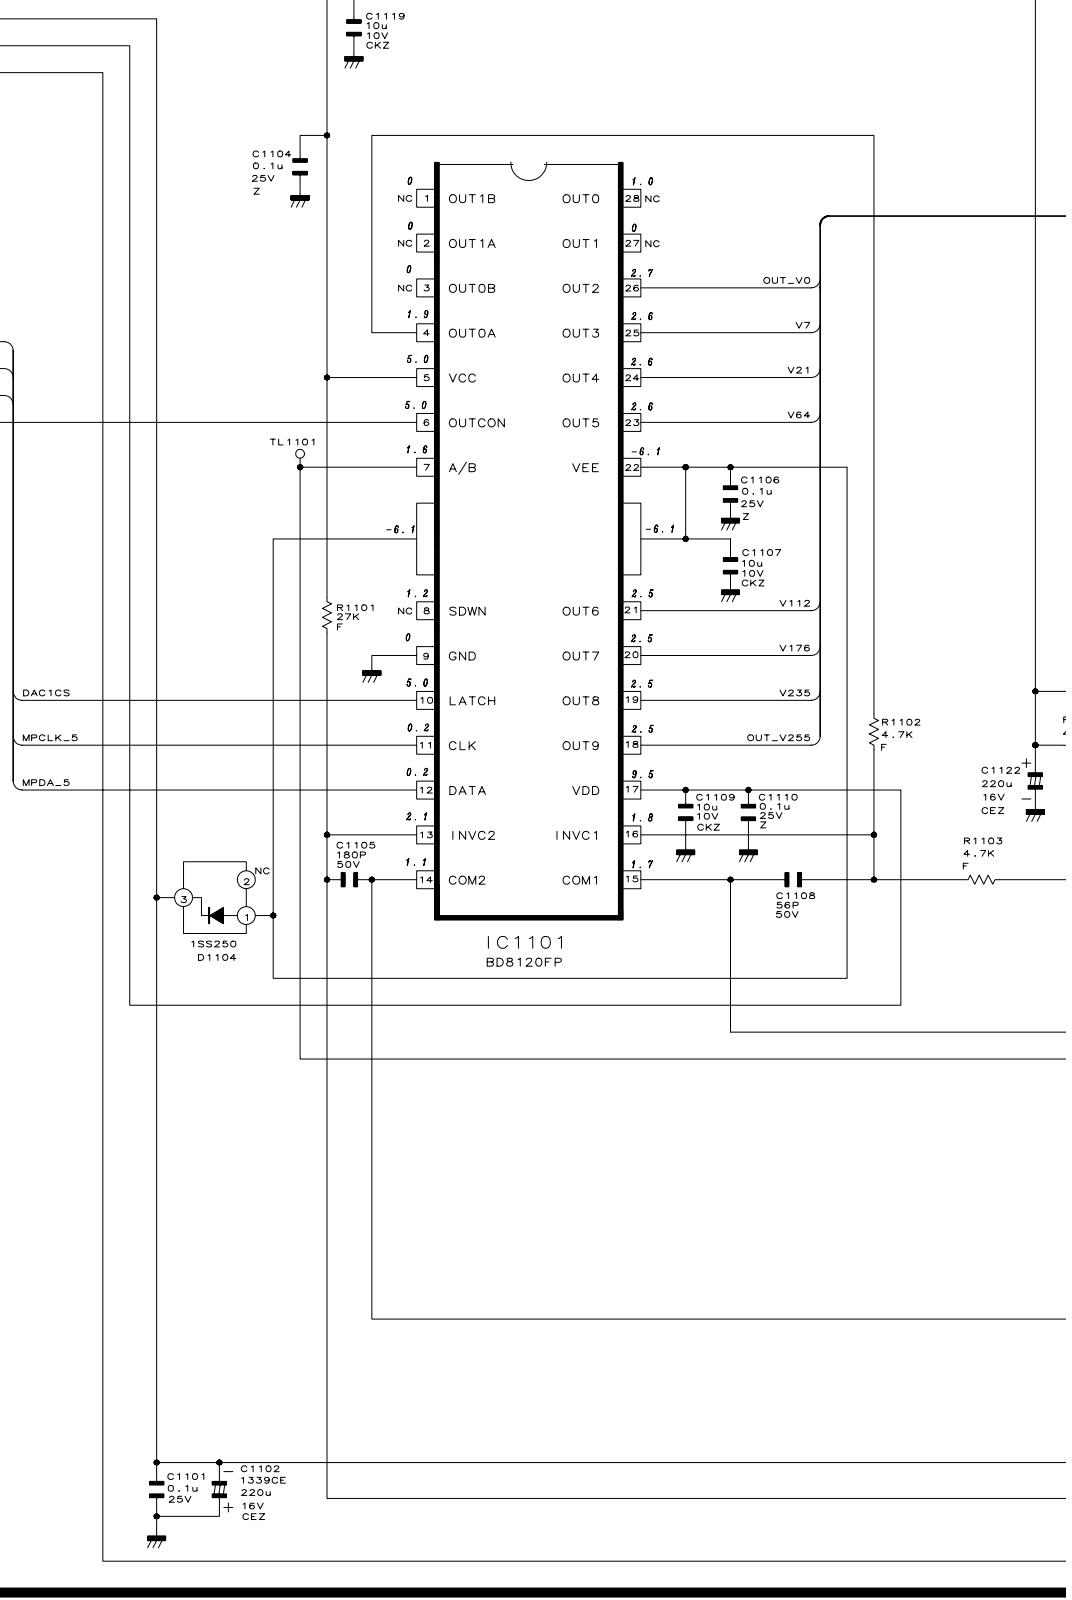 C1119
10u
10V
CKZ
C1104
0.1u
25V
Z
0
NC 1 OUT1B
0
NC 2 OUT1A
0
NC 3 OUT0B
1.9
4 OUT0A
5.0
5 VCC
5.0
6 OUTCON
TL1101
1.6
7 A/B
-6.1
1.2
NC 8 SDWN
R1101
27K
F
0
9 GND
5.0
DAC1CS
10 LATCH
0.2
MPCLK_5
11 CLK
0.2
MPDA_5
12 DATA
2.1
13 INVC2
C1105
180P
50V
1.1
14 COM2
1.0
OUT0 28 NC
0
OUT1 27 NC
2.7
OUT2 26
OUT_V0
2.6
OUT3 25
V7
2.6
OUT4 24
V21
2.6
OUT5 23
V64
-6.1
VEE 22
C1106
0.1u
25V
Z
-6.1
C1107
10u
10V
CKZ
2.5
OUT6 21
V112
2.5
OUT7 20
V176
2.5
OUT8 19
V235
2.5
OUT9 18
OUT_V255
R1102
4.7K
F
9.5
VDD 17
C1109
10u
10V
CKZ
C1110
0.1u
25V
Z
1.8
INVC1 16
1.7
COM1 15
C1108
56P
50V
R1103
4.7K
F
C1122
+
220u
16V
-
CEZ
NC
2
3
1
1SS250
D1104
IC1101
BD8120FP
C1101
0.1u
25V
-
C1102
1339CE
220u
+ 16V
CEZ